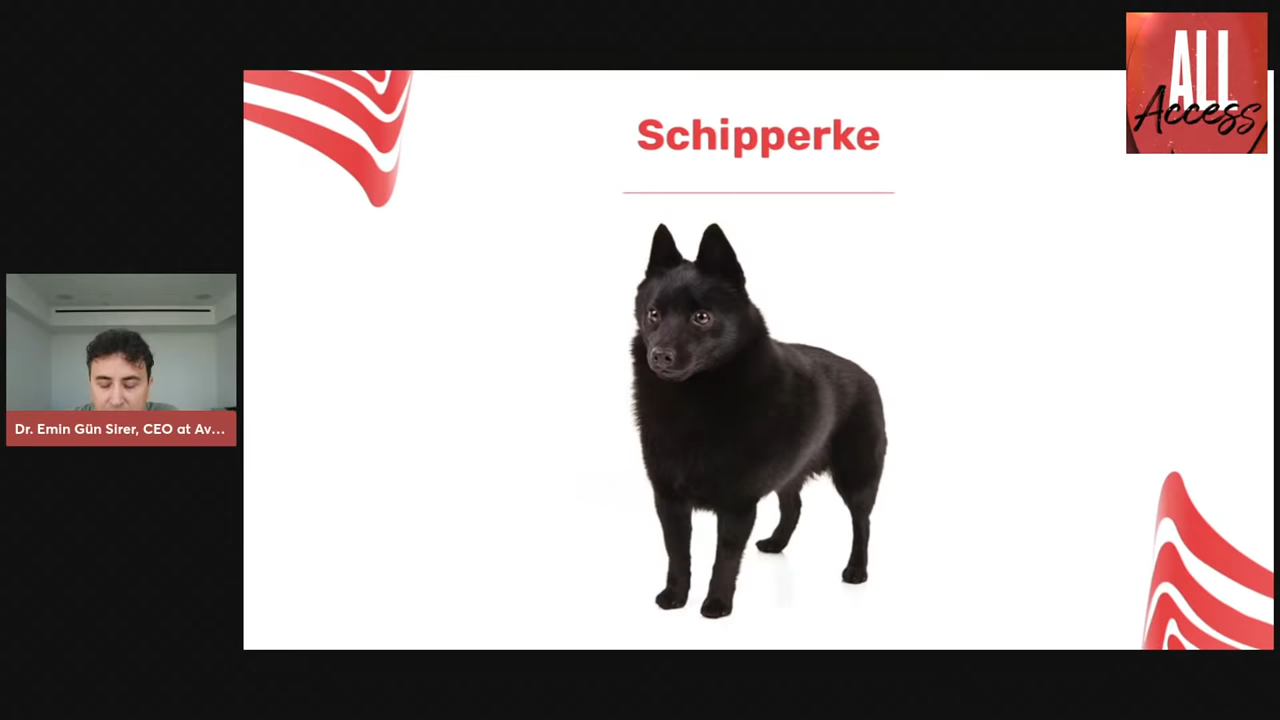 ALL
Access
Schipperke
Dr. Emin Gün Sirer, CEO at Av...